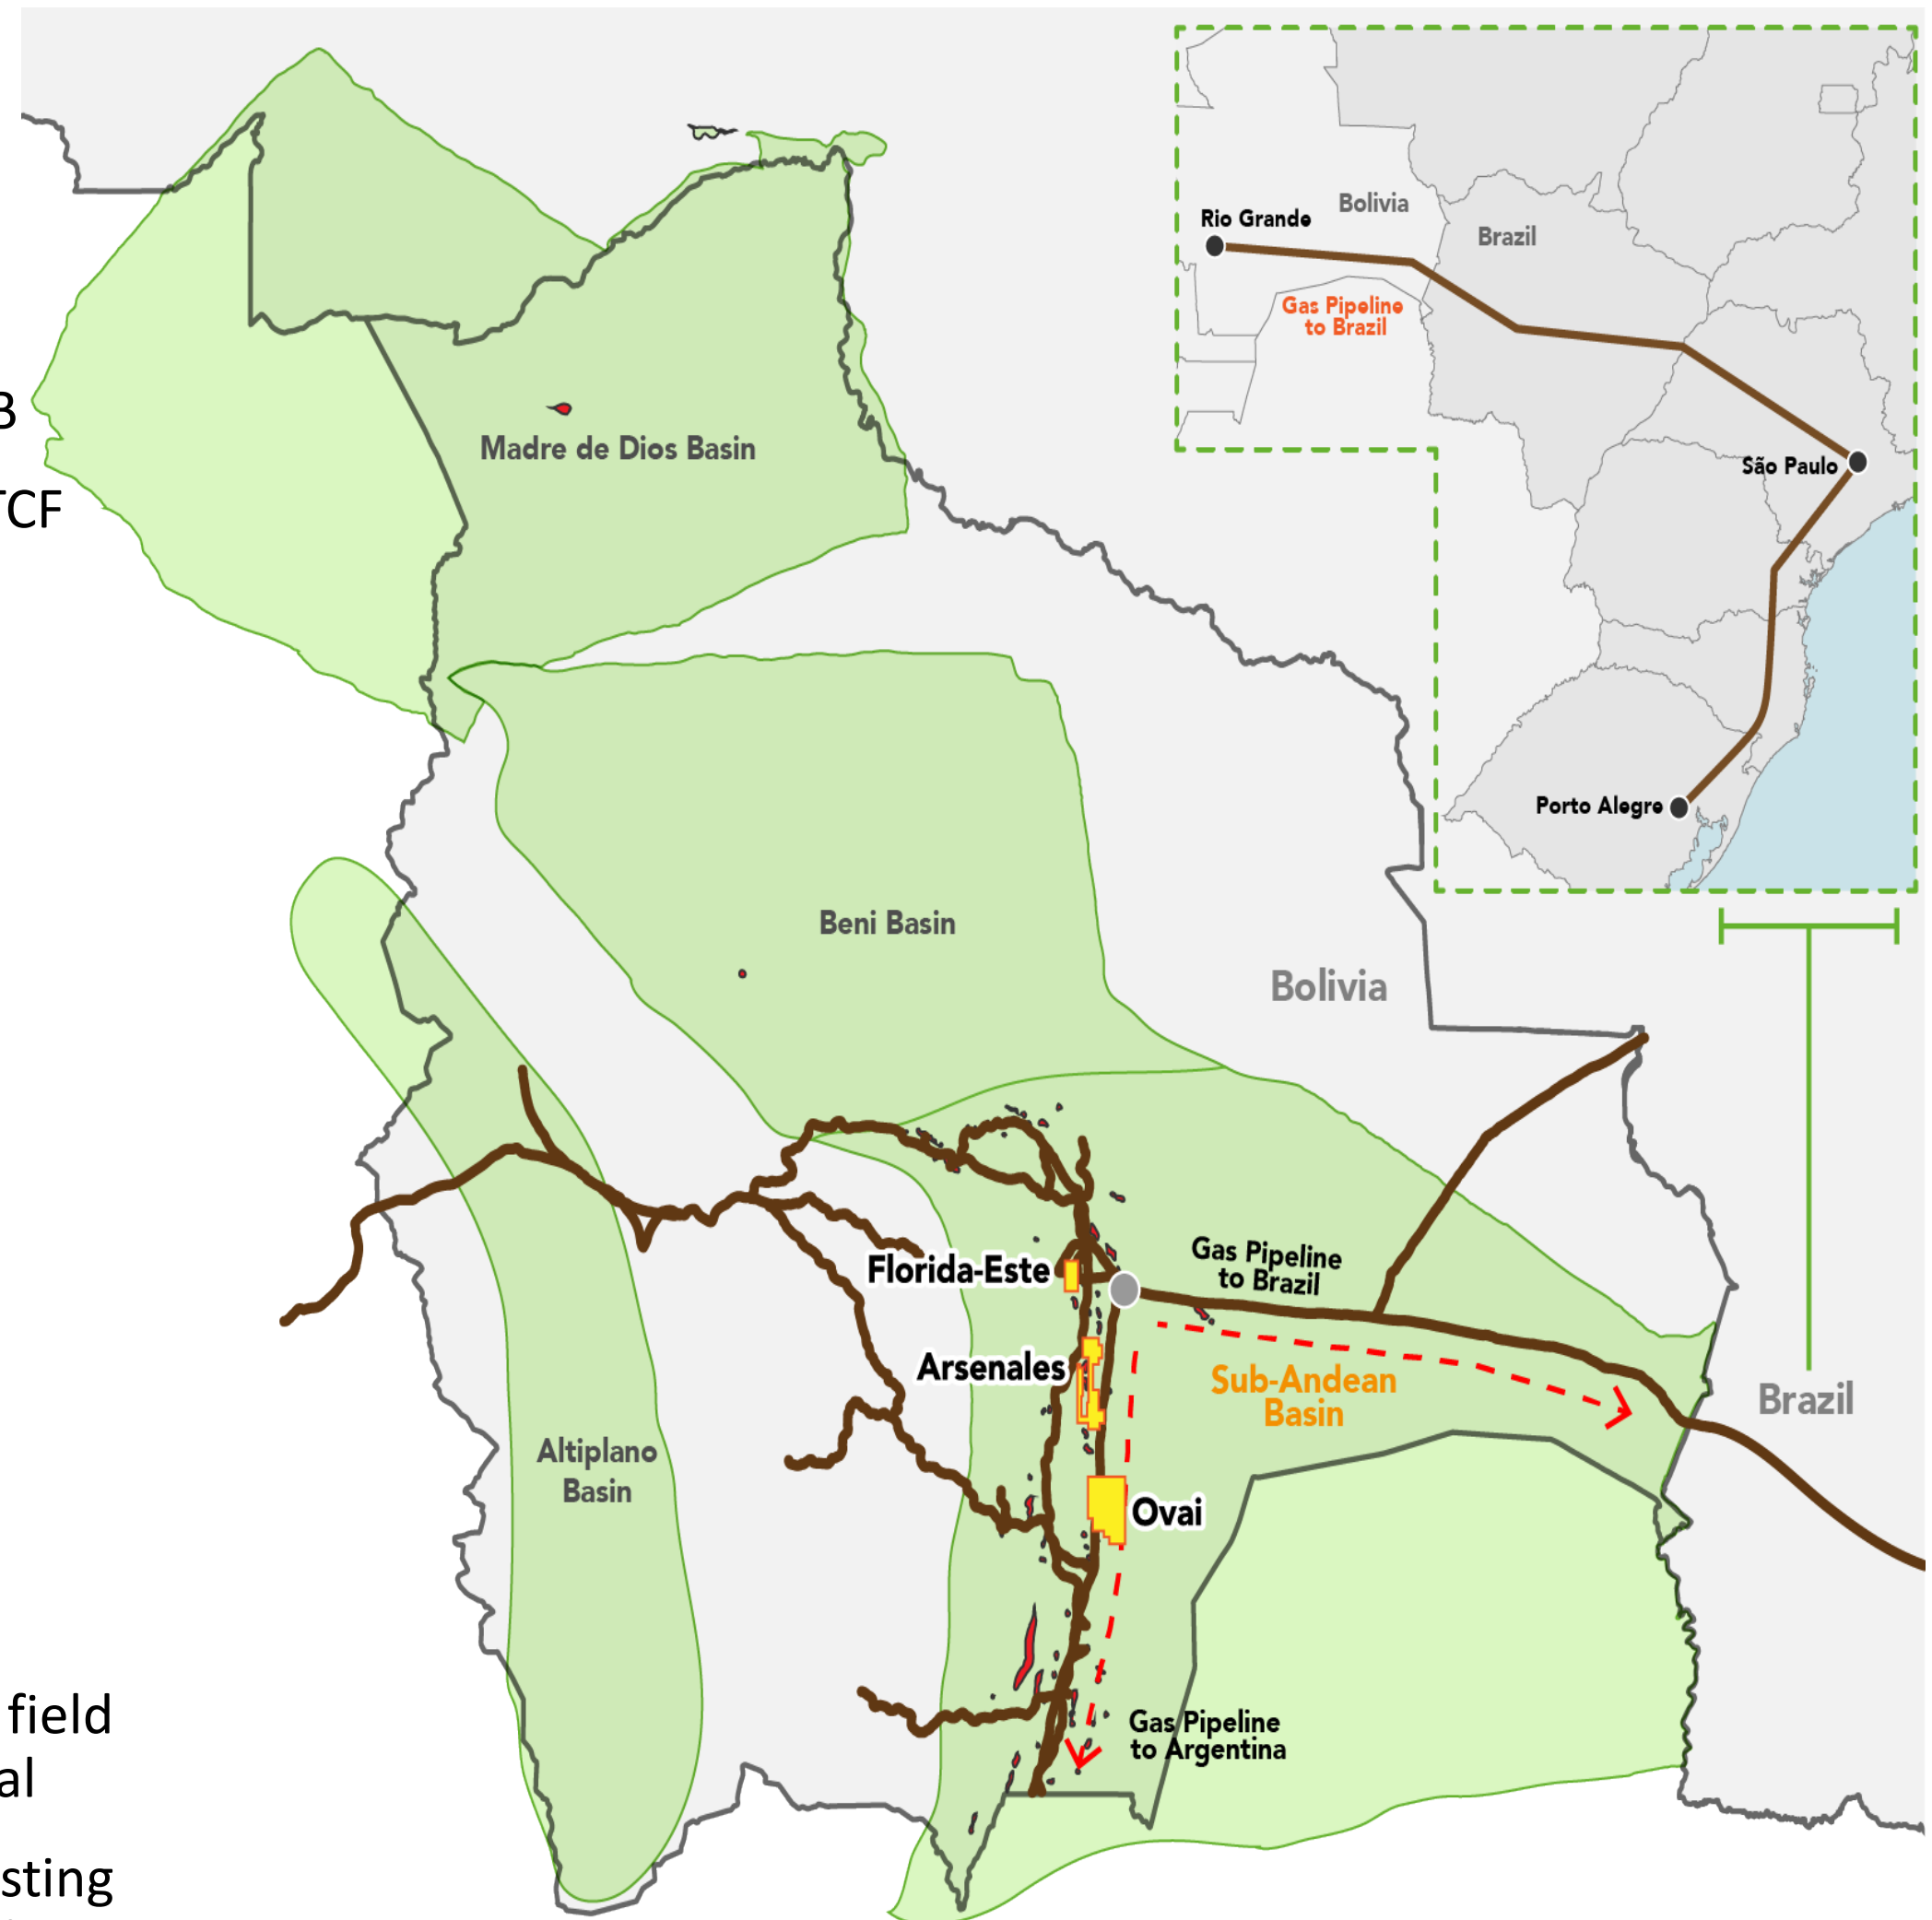 Rio Grande
Bolivia
Brazil
Gas Pipeline
to Brazil
São Paulo
Porto Alegre
TCF
Madre de Dios Basin
Beni Basin
Bolivia
Florida-Este
Gas Pipeline
to Brazil
Arsenales
Sub-Andean
Basin
Brazil
Altiplano
Basin
Ovai
field
al
Gas Pipeline
to Argentina
sting